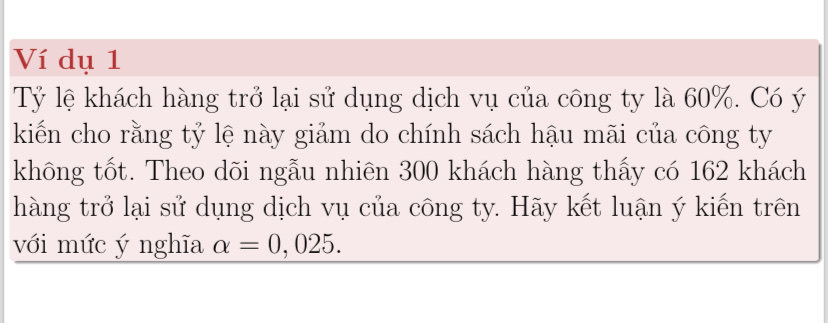 Ví dụ 1
Tỷ lệ khách hàng trở lại sử dụng dịch vụ của công ty là 60%. Có ý
kiến cho rằng tỷ lệ này giảm do chính sách hậu mãi của công ty
không tốt. Theo dõi ngẫu nhiên 300 khách hàng thấy có 162 khách
hàng trở lại sử dụng dịch vụ của công ty. Hãy kết luận ý kiến trên
với mức ý nghĩa α = 0, 025.